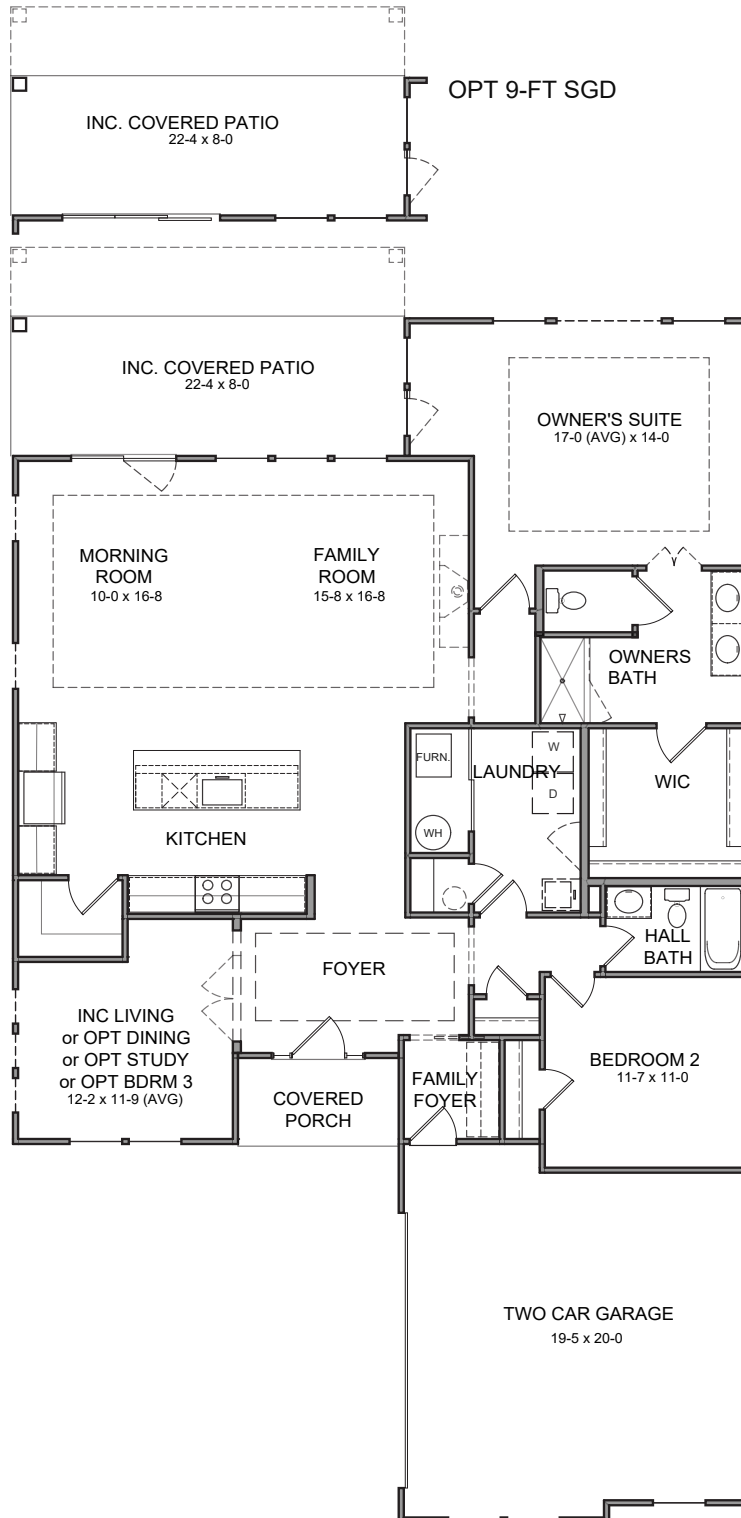 OPT 9-FT SGD
INC. COVERED PATIO
22-4 x 8-0
INC. COVERED PATIO
22-4 x 8-0
OWNER'S SUITE
17-0 (AVG) x 14-0
MORNING
ROOM
10-0 x 16-8
FAMILY
ROOM
15-8 x 16-8
OWNERS
BATH
FURN.
LAUNDRY
W
D
WIC
WH
KITCHEN
HALL
BATH
FOYER
INC LIVING
or OPT DINING
or OPT STUDY
or OPT BDRM 3
12-2 x 11-9 (AVG)
COVERED
PORCH
FAMILY
FOYER
BEDROOM 2
11-7 x 11-0
TWO CAR GARAGE
19-5 x 20-0